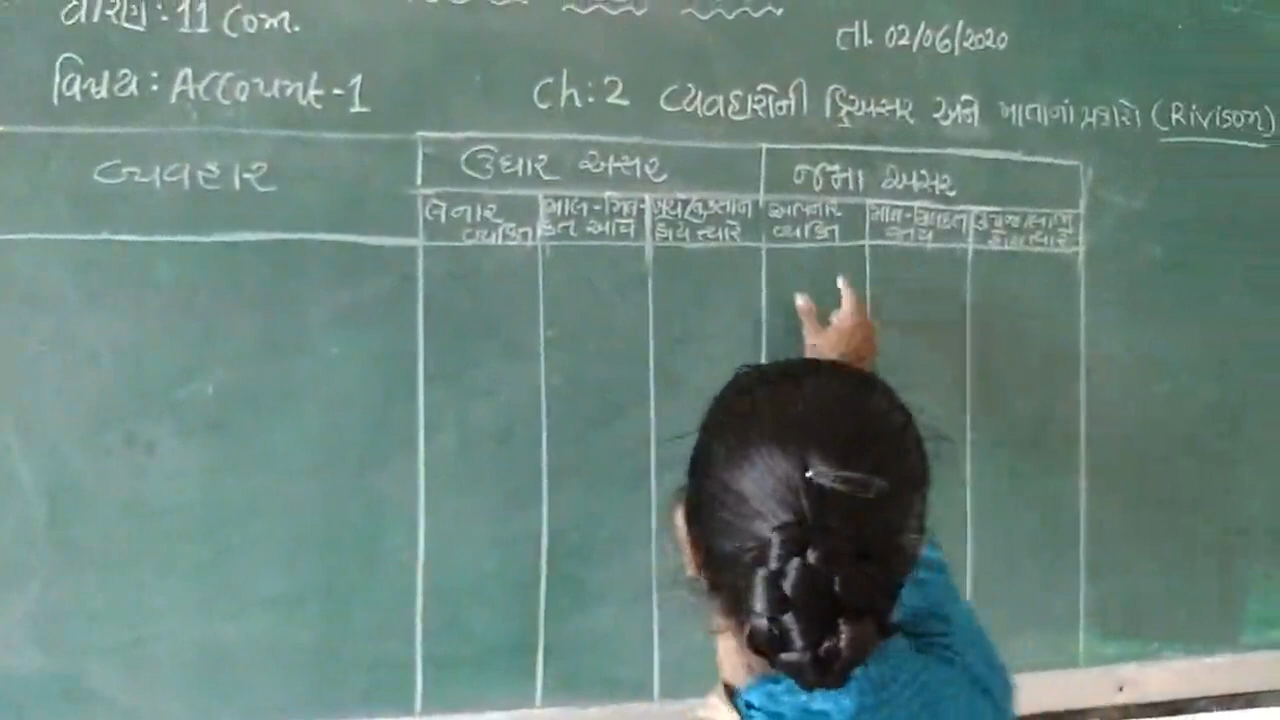 ધોરણ : 11 Com.
તા. 02/06/2020
વિષય : Account-1
Ch : 2 વ્યવહારોની દ્વિઅસર અને ખાતાનાં પ્રકારો (Rivison)
વ્યવહાર
ઉધાર અસર
જમા અસર
લેનાર વ્યક્તિ
માલ-મિલ-કત આવે
ખર્ચ/નુકસાન હોય ત્યારે
આપનાર વ્યક્તિ
માલ-મિલકત જાય
હોય ત્યારે